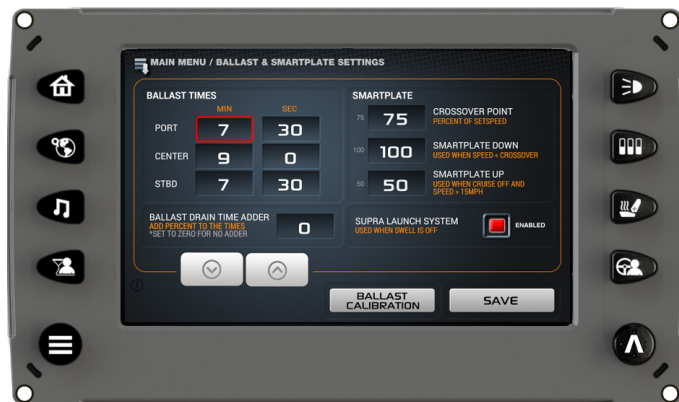 MAIN MENU / BALLAST & SMARTPLATE SETTINGS
BALLAST TIMES
MIN SEC
PORT 7 30
CENTER 9 0
STBD 7 30
BALLAST DRAIN TIME ADDER
ADD PERCENT TO THE TIMES
*SET TO ZERO FOR NO ADDER
0
SMARTPLATE
75 75 CROSSOVER POINT
PERCENT OF SETSPEED
100 100 SMARTPLATE DOWN
USED WHEN SPEED < CROSSOVER
50 50 SMARTPLATE UP
USED WHEN CRUISE OFF AND
SPEED > 15MPH
SUPRA LAUNCH SYSTEM
USED WHEN SWELL IS OFF
ENABLED
BALLAST
CALIBRATION
SAVE